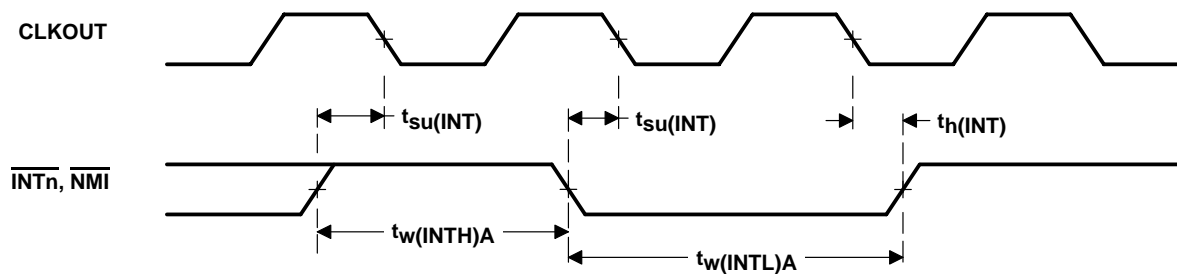 CLKOUT
tsu(INT)
tsu(INT)
th(INT)
INTn, NMI
tw(INTH)A
tw(INTL)A